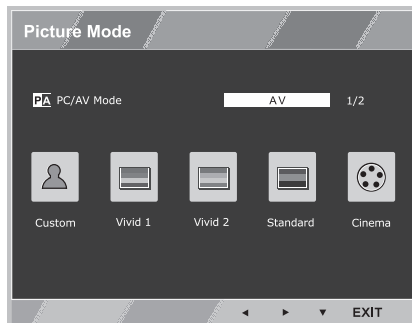 Picture Mode
PA PC/AV Mode AV 1/2
Custom Vivid 1 Vivid 2 Standard Cinema
EXIT